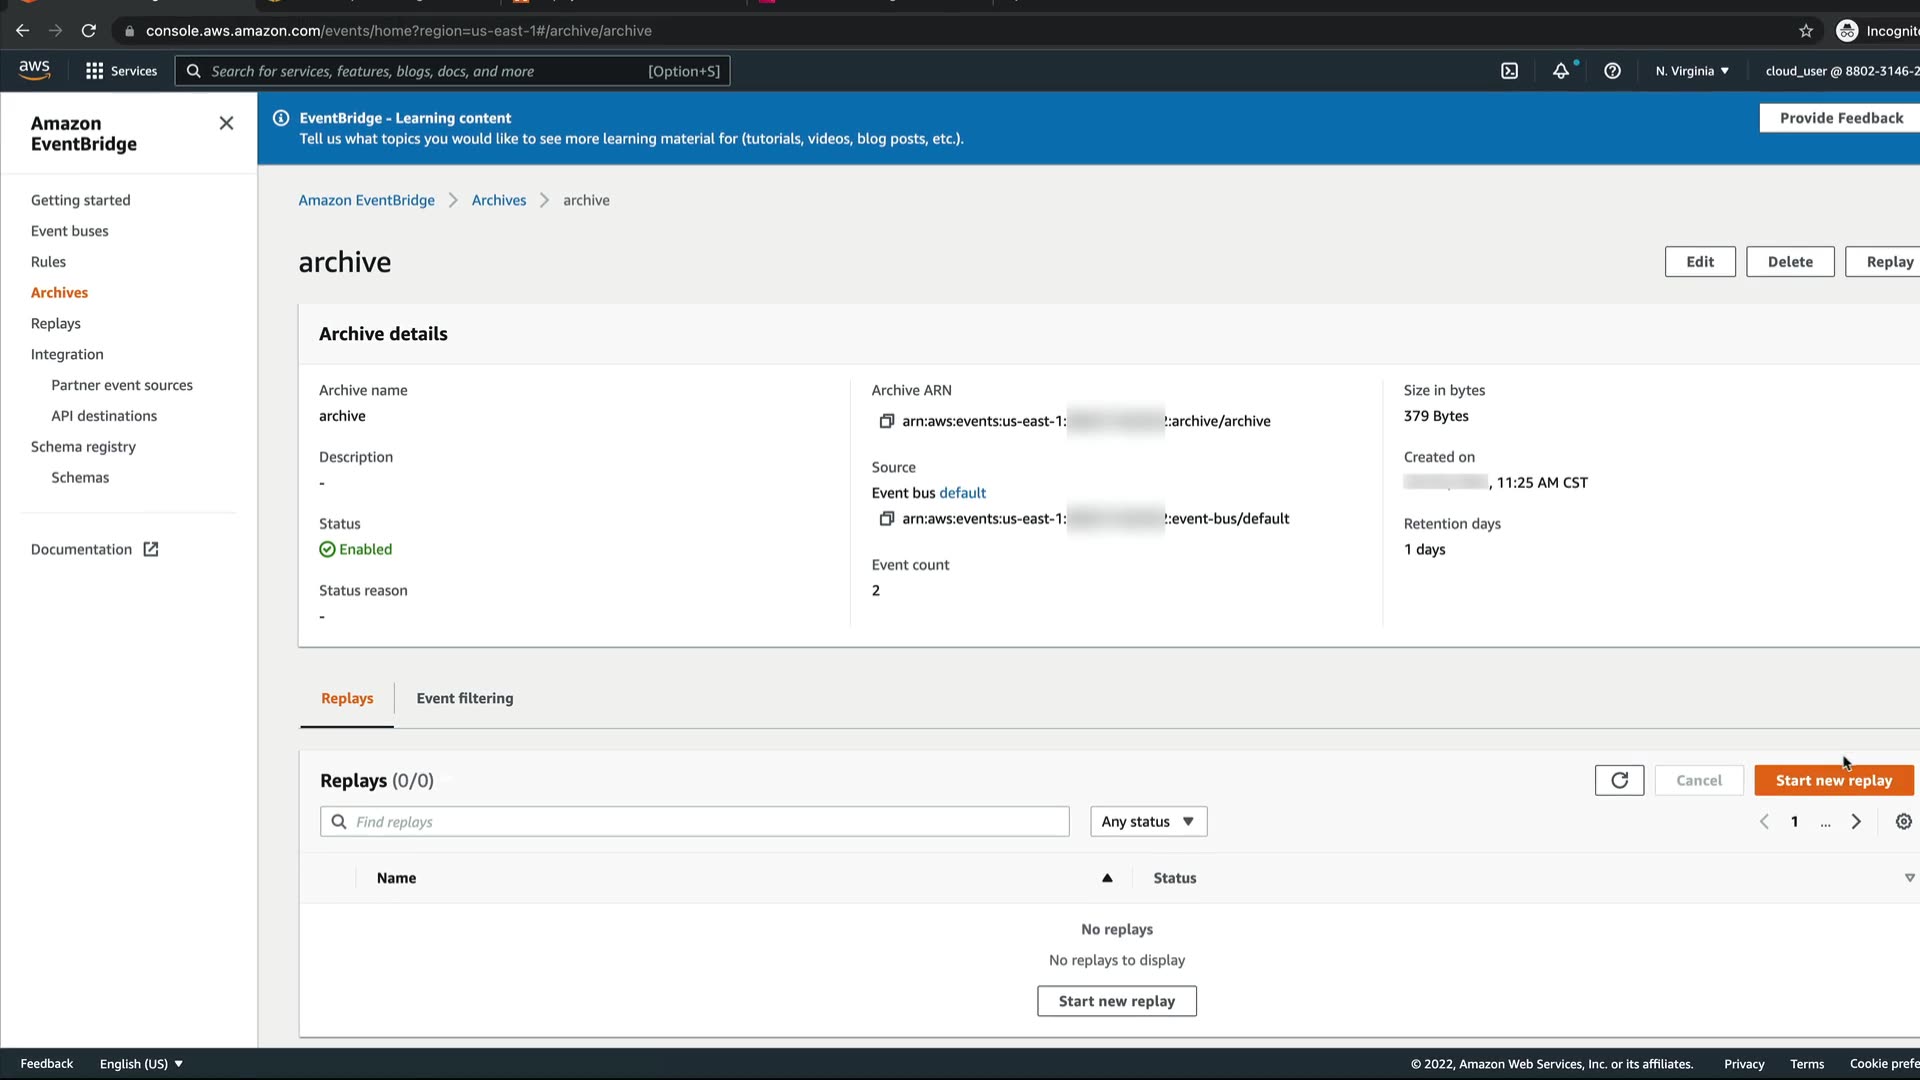 console.aws.amazon.com/events/home?region=us-east-1#/archive/archive
Incognit
aws
Services
Search for services, features, blogs, docs, and more
[Option+S]
N. Virginia ▼
cloud_user @ 8802-3146-2
Amazon
EventBridge
Getting started
Event buses
Rules
Archives
Replays
Integration
Partner event sources
API destinations
Schema registry
Schemas
Documentation
EventBridge - Learning content
Tell us what topics you would like to see more learning material for (tutorials, videos, blog posts, etc.).
Provide Feedback
Amazon EventBridge > Archives > archive
archive
Edit
Delete
Replay
Archive details
Archive name
archive
Description
-
Status
Enabled
Status reason
-
Archive ARN
arn:aws:events:us-east-1: :archive/archive
Source
Event bus default
arn:aws:events:us-east-1: :event-bus/default
Event count
2
Size in bytes
379 Bytes
Created on
, 11:25 AM CST
Retention days
1 days
Replays
Event filtering
Replays (0/0)
Cancel
Start new replay
Find replays
Any status ▼
1 ...
Name
Status
No replays
No replays to display
Start new replay
Feedback
English (US) ▼
© 2022, Amazon Web Services, Inc. or its affiliates.
Privacy
Terms
Cookie prefe